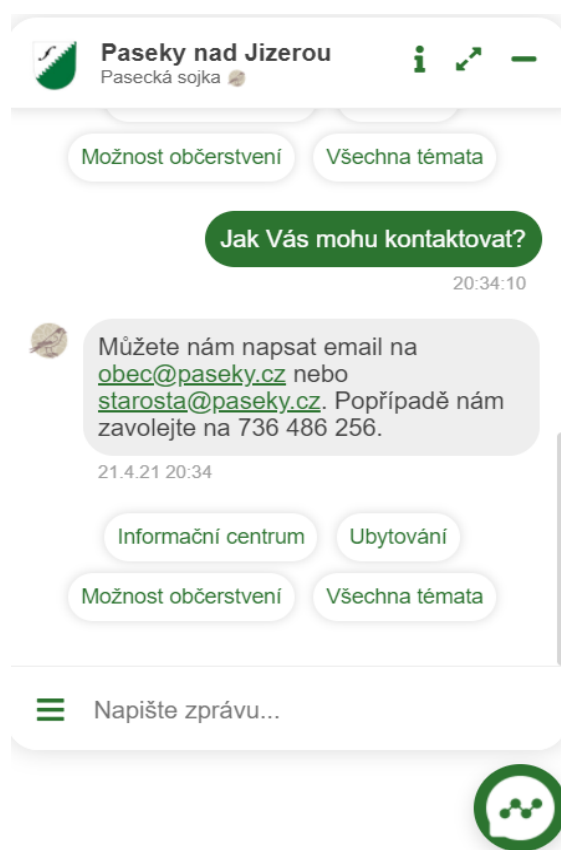 Paseky nad Jizerou
Pasecká sojka
Možnost občerstvení
Všechna témata
Jak Vás mohu kontaktovat?
20:34:10
Můžete nám napsat email na
obec@paseky.cz nebo
starosta@paseky.cz. Popřípadě nám
zavolejte na 736 486 256.
21.4.21 20:34
Informační centrum
Ubytování
Možnost občerstvení
Všechna témata
Napište zprávu...